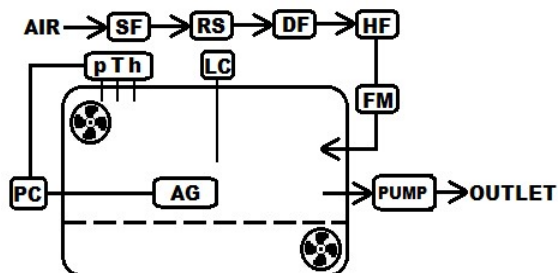 AIR SF RS DF HF
p T h LC
FM
PC AG PUMP OUTLET